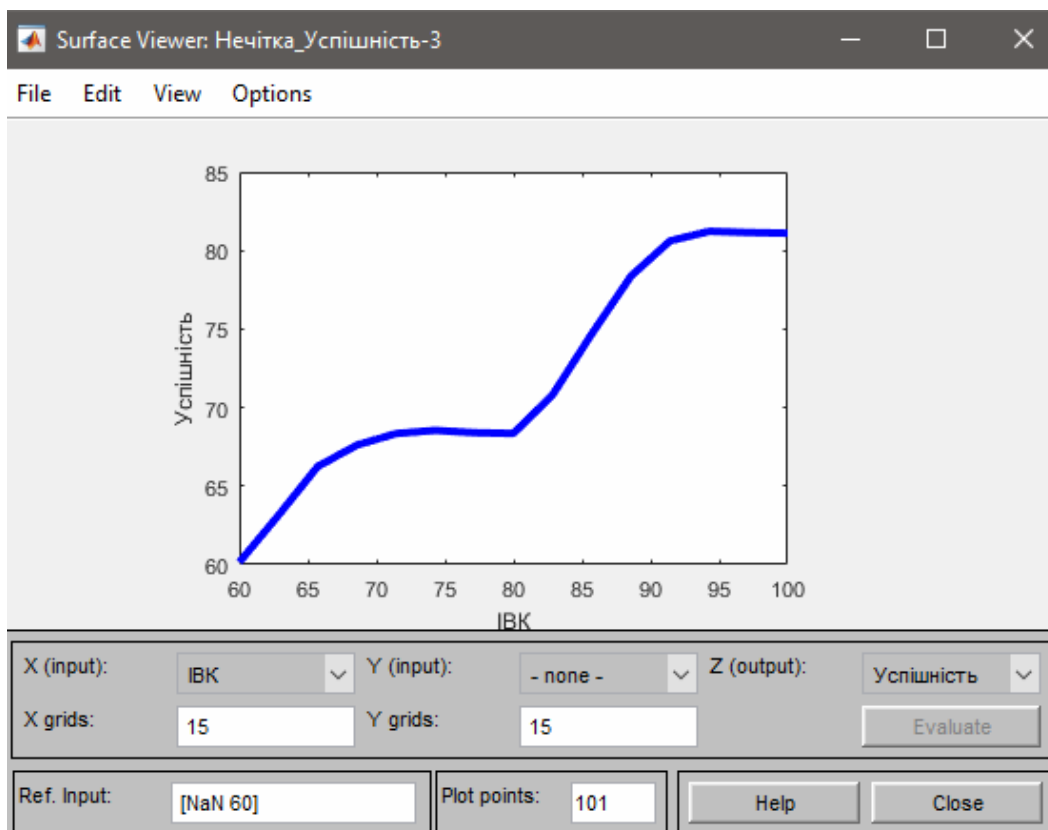 Surface Viewer: Нечітка_Успішність-3
File Edit View Options
85
80
75
70
65
60
Успішність
60 65 70 75 80 85 90 95 100
ІВК
X (input): ІВК Y (input): - none - Z (output): Успішність
X grids: 15 Y grids: 15 Evaluate
Ref. Input: [NaN 60] Plot points: 101 Help Close